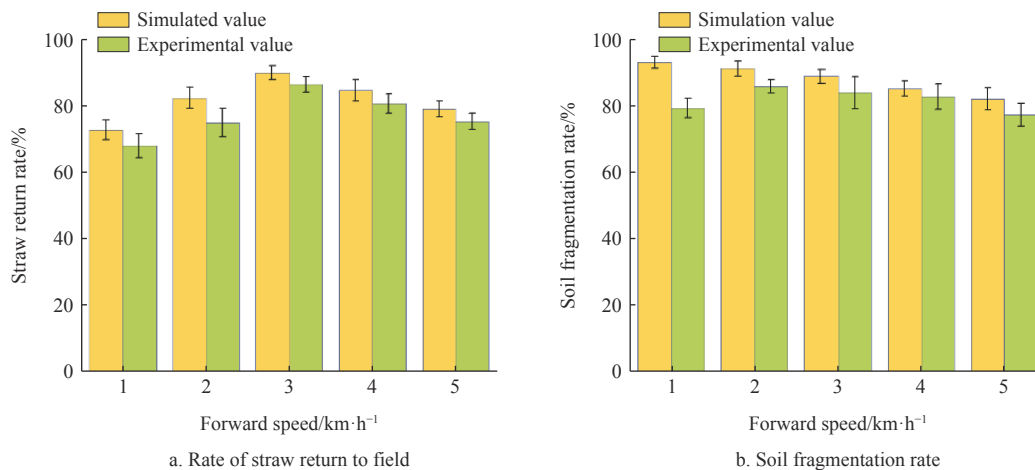 Simulated value
Experimental value
100
80
60
40
20
0
Straw return rate/%
1 2 3 4 5
Forward speed/km·h⁻¹
a. Rate of straw return to field
Simulation value
Experimental value
100
80
60
40
20
0
Soil fragmentation rate/%
1 2 3 4 5
Forward speed/km·h⁻¹
b. Soil fragmentation rate